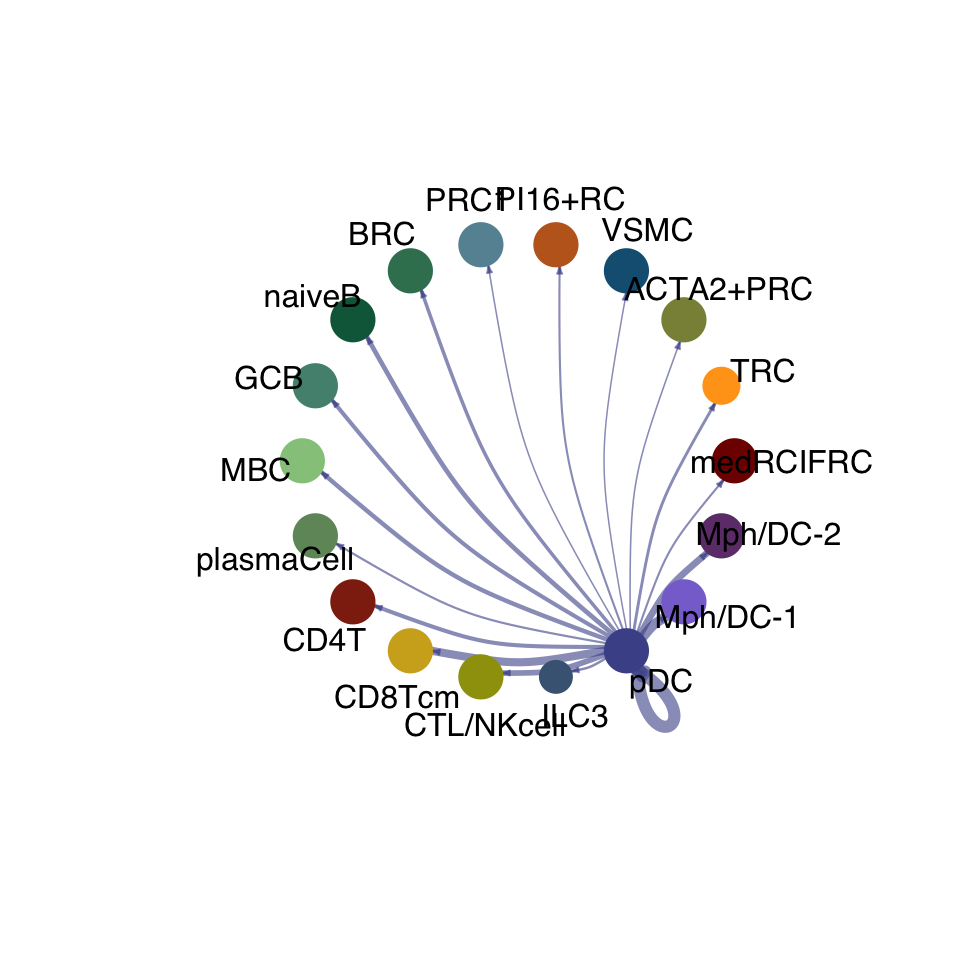 PRC1
PI16+RC
BRC
VSMC
naiveB
ACTA2+PRC
GCB
TRC
MBC
medRCIFRC
plasmaCell
Mph/DC-2
CD4T
Mph/DC-1
CD8Tcm
pDC
CTL/NKcell
ILC3